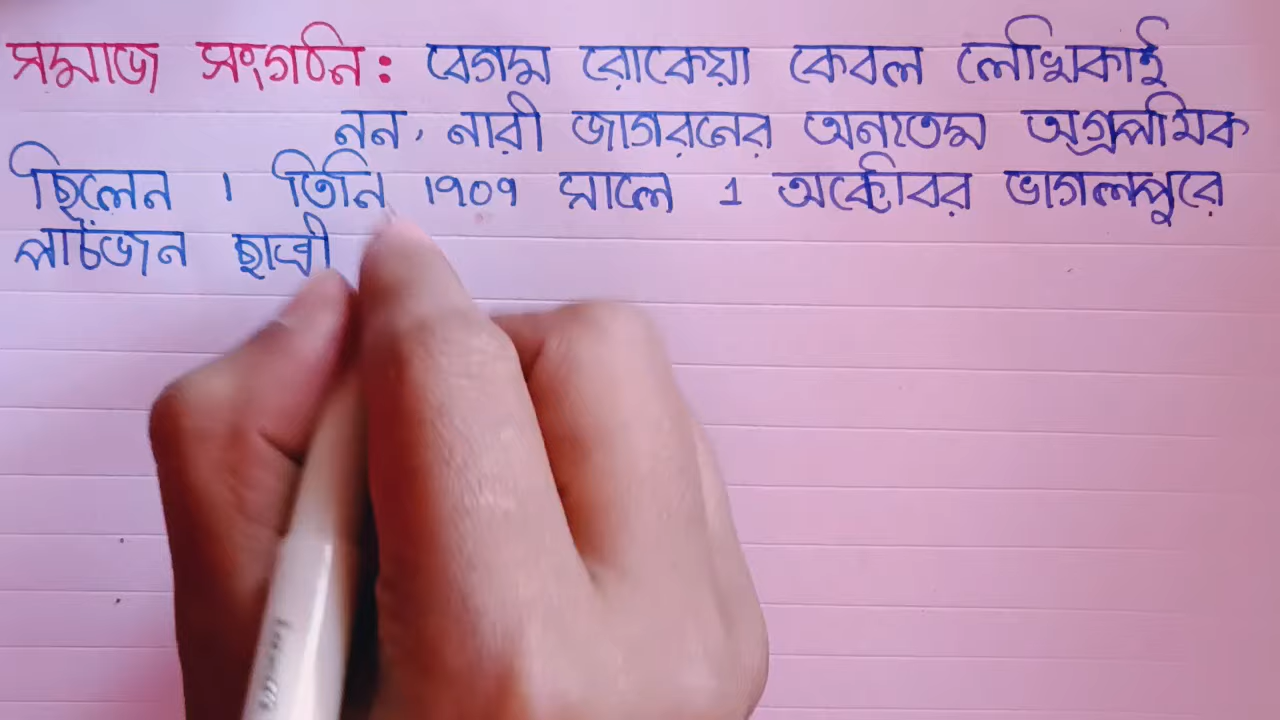 সমাজ সংগঠন: বেগম রোকেয়া কেবল লেখিকাই
নন, নারী জাগরনের অন্যতম অগ্রপথিক
ছিলেন । তিনি ১৯০৯ সালে 1 অক্টোবর ভাগলপুরে
পাঁচজন ছাত্রী